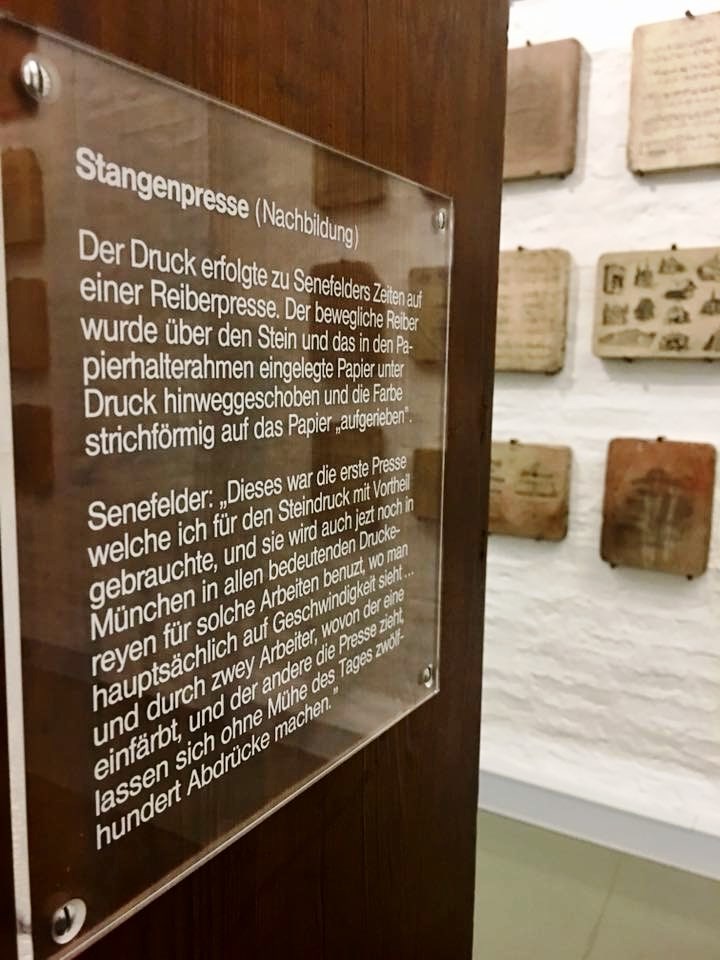 Stangenpresse (Nachbildung)
Der Druck erfolgte zu Senefelders Zeiten auf
einer Reiberpresse. Der bewegliche Reiber
wurde über den Stein und das in den Pa-
pierhalterahmen eingelegte Papier unter
Druck hinweggeschoben und die Farbe
strichförmig auf das Papier „aufgerieben".
Senefelder: „Dieses war die erste Presse
welche ich für den Steindruck mit Vortheil
gebrauchte, und sie wird auch jezt noch in
München in allen bedeutenden Drucke-
reyen für solche Arbeiten benuzt, wo man
hauptsächlich auf Geschwindigkeit sieht...
und durch zwey Arbeiter, wovon der eine
einfärbt, und der andere die Presse zieht,
lassen sich ohne Mühe des Tages zwölf-
hundert Abdrücke machen."